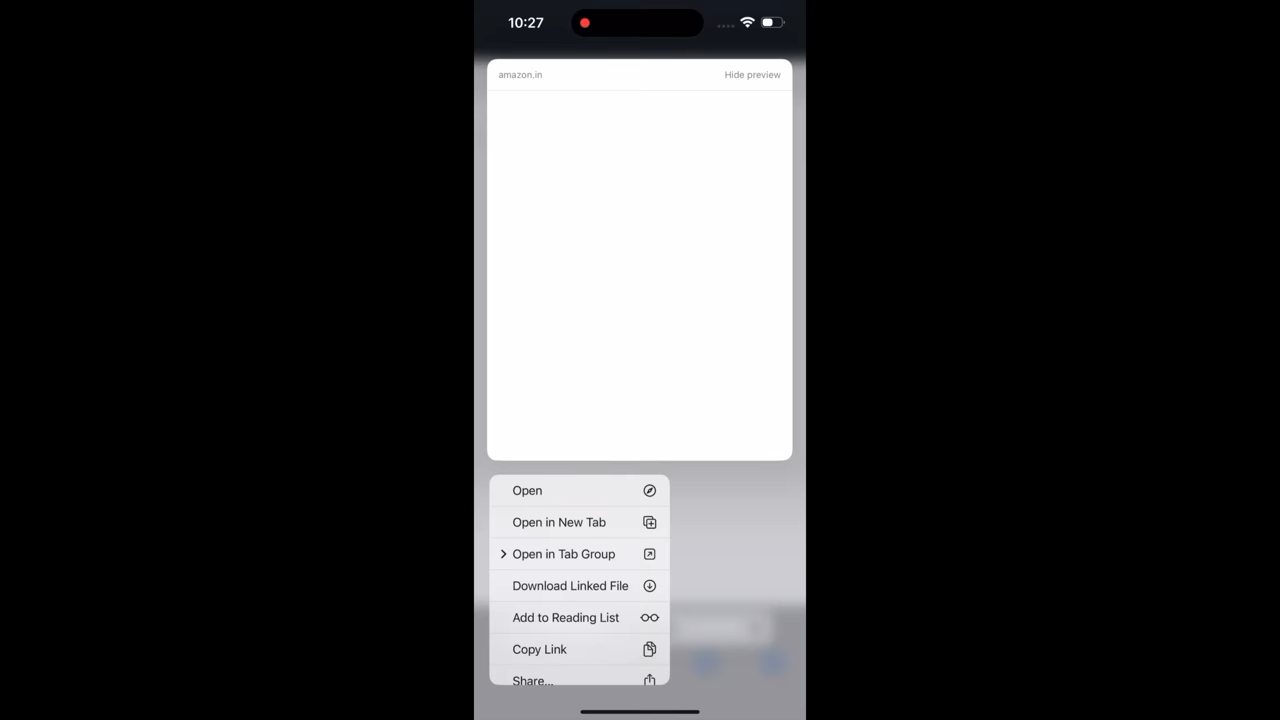 10:27
amazon.in Hide preview
Open
Open in New Tab
Open in Tab Group
Download Linked File
Add to Reading List
Copy Link
Share...